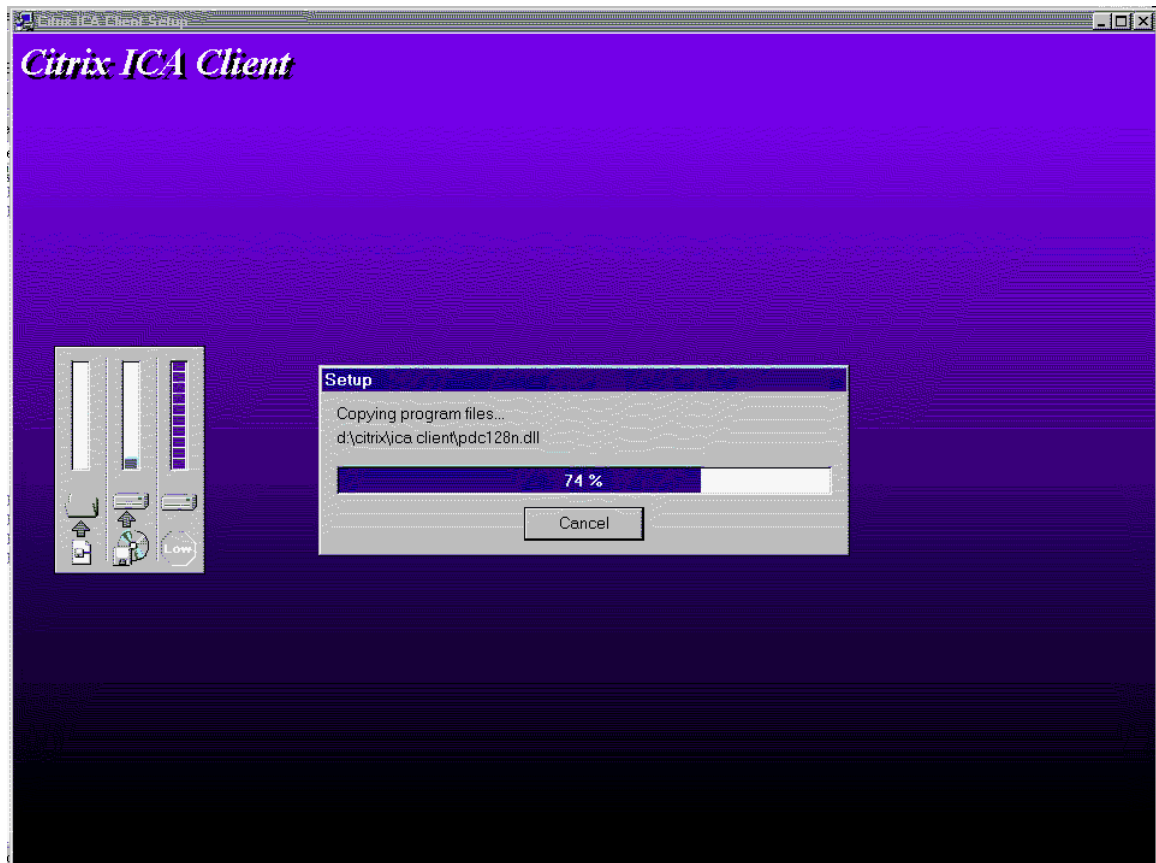 Citrix ICA Client Setup
Citrix ICA Client
Setup
Copying program files...
d:\citrix\ica client\pdc128n.dll
74 %
Cancel
Low